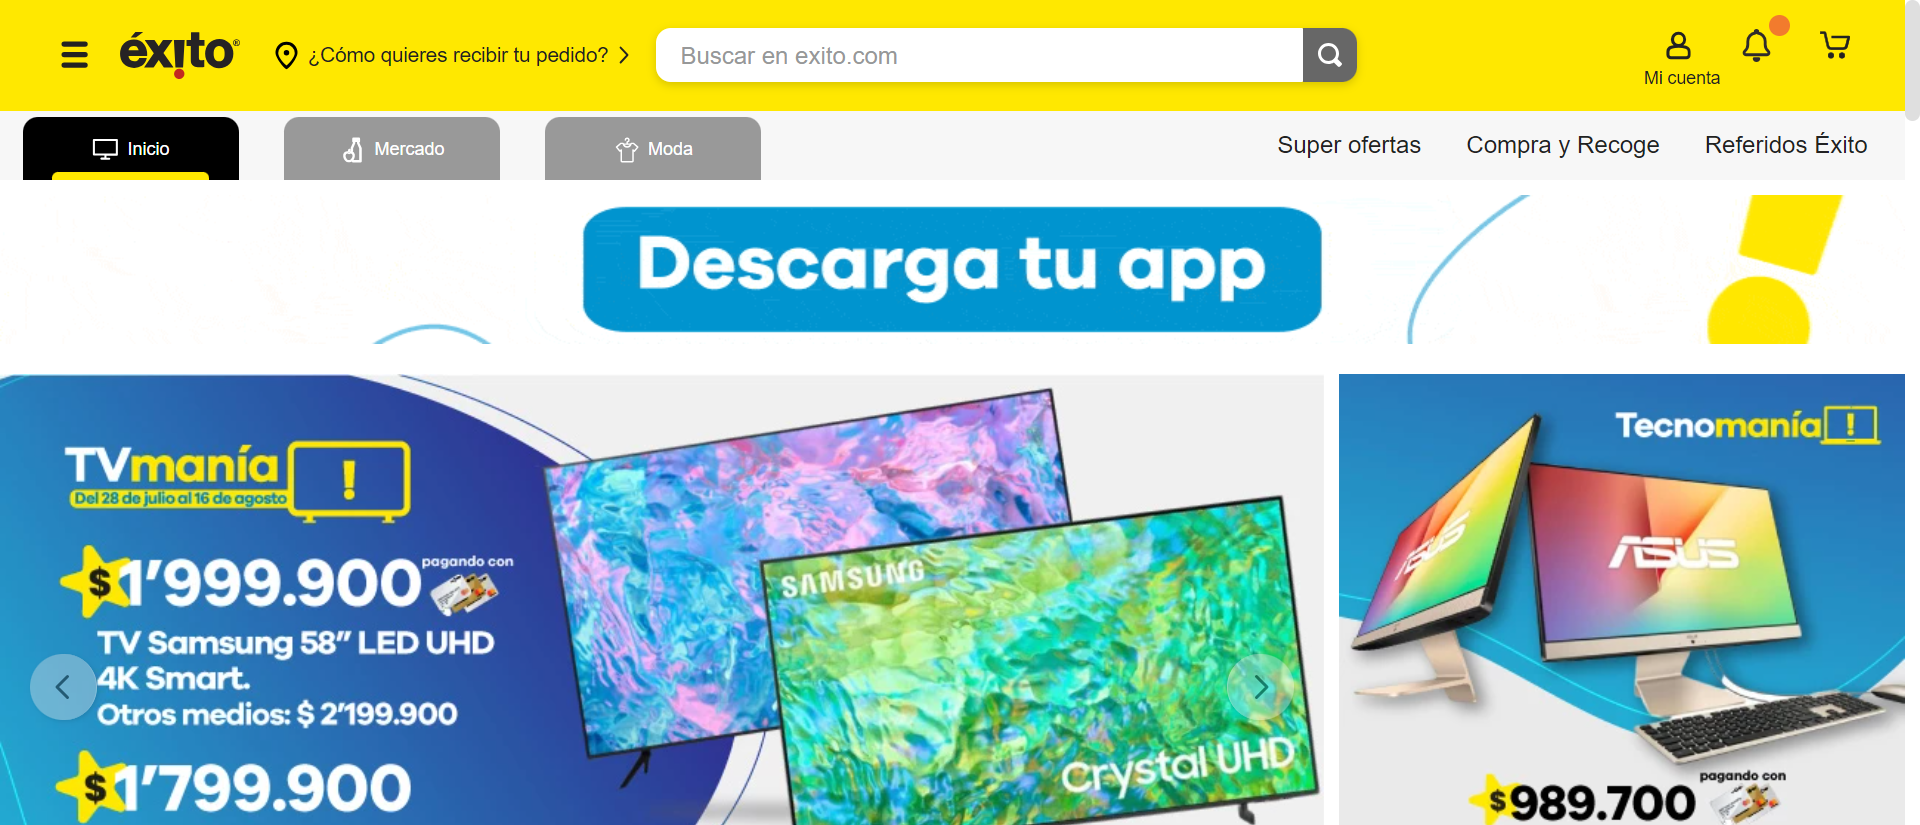 éxito®
¿Cómo quieres recibir tu pedido?
Buscar en exito.com
Mi cuenta
Inicio
Mercado
Moda
Super ofertas
Compra y Recoge
Referidos Éxito
Descarga tu app
TVmanía
Del 28 de julio al 16 de agosto
$1'999.900 pagando con
TV Samsung 58” LED UHD
4K Smart.
Otros medios: $ 2'199.900
$1'799.900
SAMSUNG
Crystal UHD
Tecnomanía
ASUS
ASUS
pagando con
$989.700